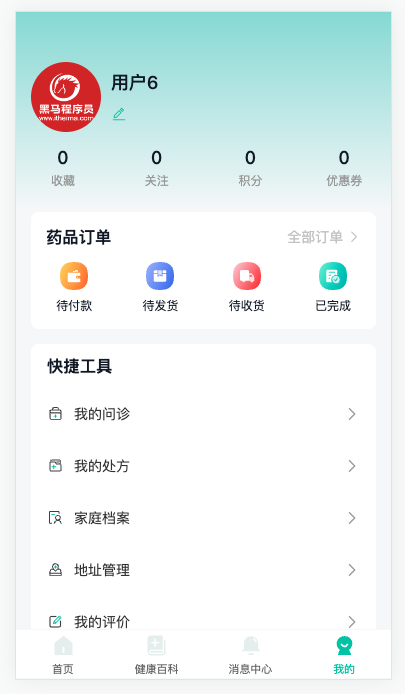 黑马程序员
www.itheima.com
用户6
0 0 0 0
收藏 关注 积分 优惠券
药品订单 全部订单
待付款 待发货 待收货 已完成
快捷工具
我的问诊
我的处方
家庭档案
地址管理
我的评价
首页 健康百科 消息中心 我的